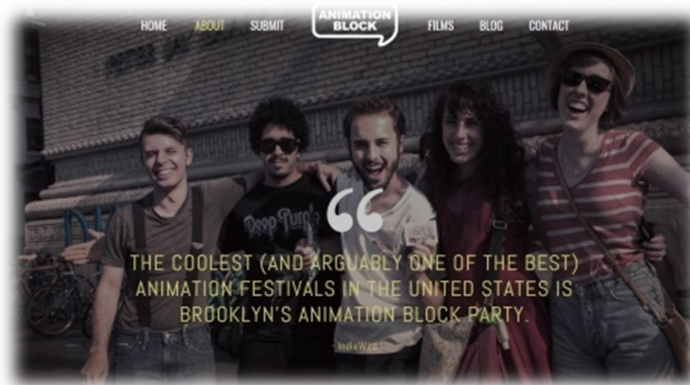 HOME ABOUT SUBMIT ANIMATION BLOCK FILMS BLOG CONTACT
Deep Purple
THE COOLEST (AND ARGUABLY ONE OF THE BEST)
ANIMATION FESTIVALS IN THE UNITED STATES IS
BROOKLYN'S ANIMATION BLOCK PARTY.
- IndieWire